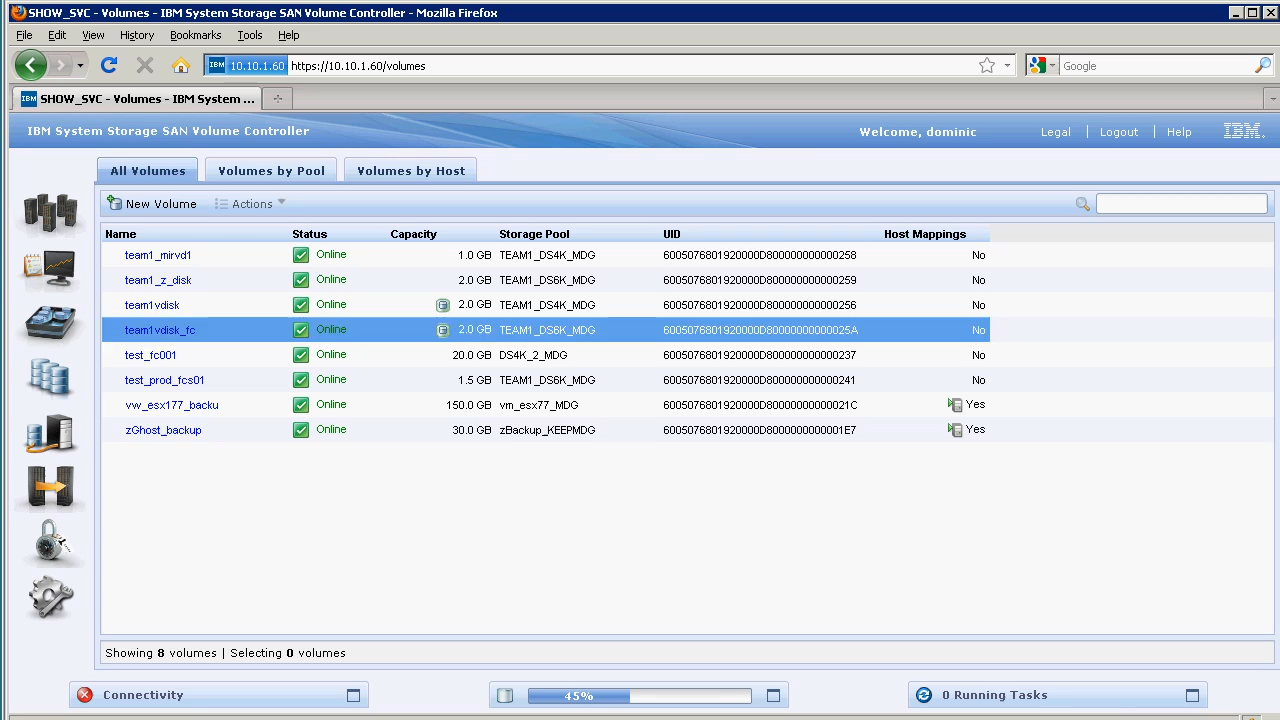 SHOW_SVC - Volumes - IBM System Storage SAN Volume Controller - Mozilla Firefox
File Edit View History Bookmarks Tools Help
IBM 10.10.1.60 https://10.10.1.60/volumes Google
IBM SHOW_SVC - Volumes - IBM System ...
IBM System Storage SAN Volume Controller Welcome, dominic Legal | Logout | Help IBM.
All Volumes Volumes by Pool Volumes by Host
New Volume Actions
Name Status Capacity Storage Pool UID Host Mappings
team1_mirvd1 Online 1.0 GB TEAM1_DS4K_MDG 6005076801920000D800000000000258 No
team1_z_disk Online 2.0 GB TEAM1_DS6K_MDG 6005076801920000D800000000000259 No
team1vdisk Online 2.0 GB TEAM1_DS4K_MDG 6005076801920000D800000000000256 No
team1vdisk_fc Online 2.0 GB TEAM1_DS6K_MDG 6005076801920000D80000000000025A No
test_fc001 Online 20.0 GB DS4K_2_MDG 6005076801920000D800000000000237 No
test_prod_fcs01 Online 1.5 GB TEAM1_DS6K_MDG 6005076801920000D800000000000241 No
vw_esx177_backu Online 150.0 GB vm_esx77_MDG 6005076801920000D80000000000021C Yes
zGhost_backup Online 30.0 GB zBackup_KEEPMDG 6005076801920000D8000000000001E7 Yes
Showing 8 volumes | Selecting 0 volumes
Connectivity 45% 0 Running Tasks